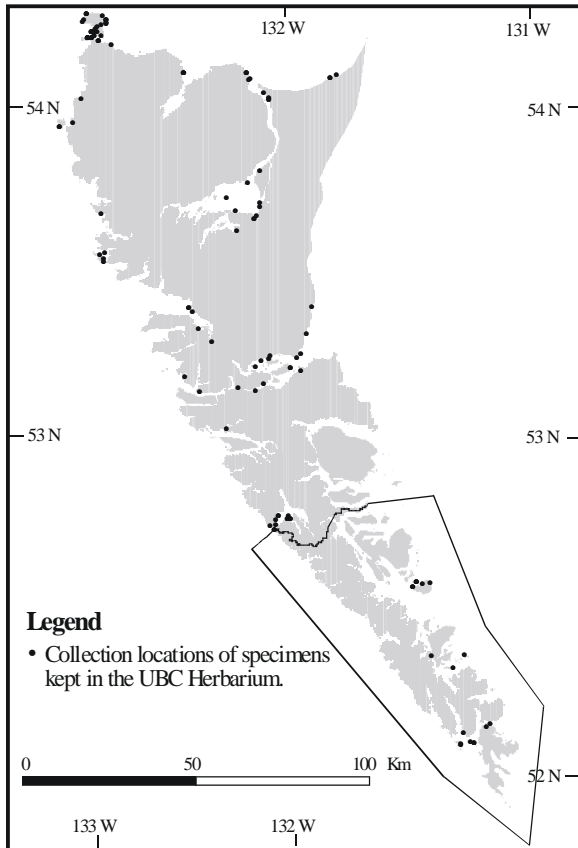 132 W 131 W
54 N 54 N
53 N 53 N
Legend
• Collection locations of specimens
kept in the UBC Herbarium.
0 50 100 Km
52 N
133 W 132 W